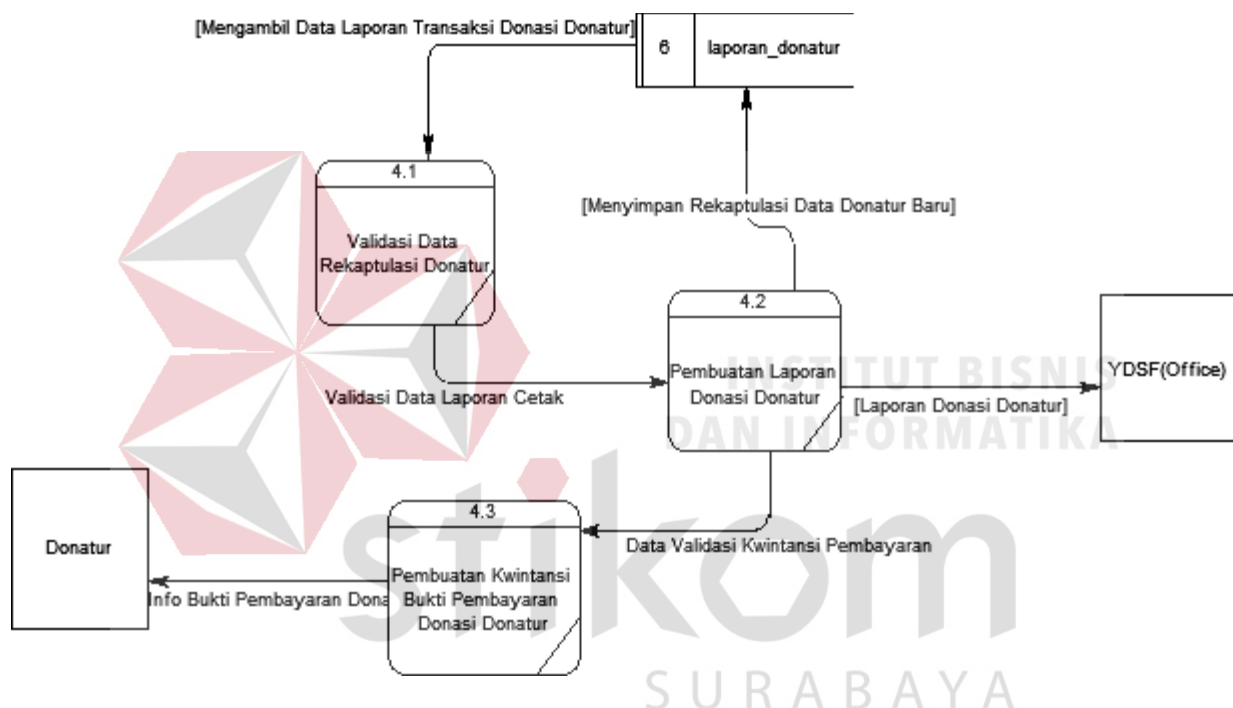 [Mengambil Data Laporan Transaksi Donasi Donatur]
6 laporan_donatur
4.1
Validasi Data
Rekaptulasi Donatur
[Menyimpan Rekaptulasi Data Donatur Baru]
4.2
Pembuatan Laporan
Donasi Donatur
YDSF(Office)
[Laporan Donasi Donatur]
Validasi Data Laporan Cetak
INSTITUT BISNIS
DAN INFORMATIKA
4.3
Pembuatan Kwintansi
Bukti Pembayaran
Donasi Donatur
Data Validasi Kwintansi Pembayaran
Donatur
Info Bukti Pembayaran Dona
stikom
SURABAYA